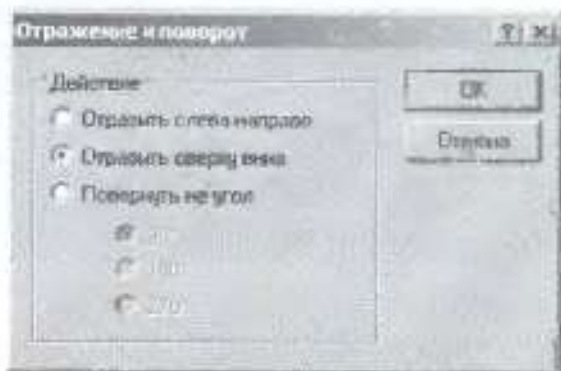 Отражение и поворот
Действие
Отразить слева направо
Отразить сверху вниз
Повернуть на угол
OK
Отмена